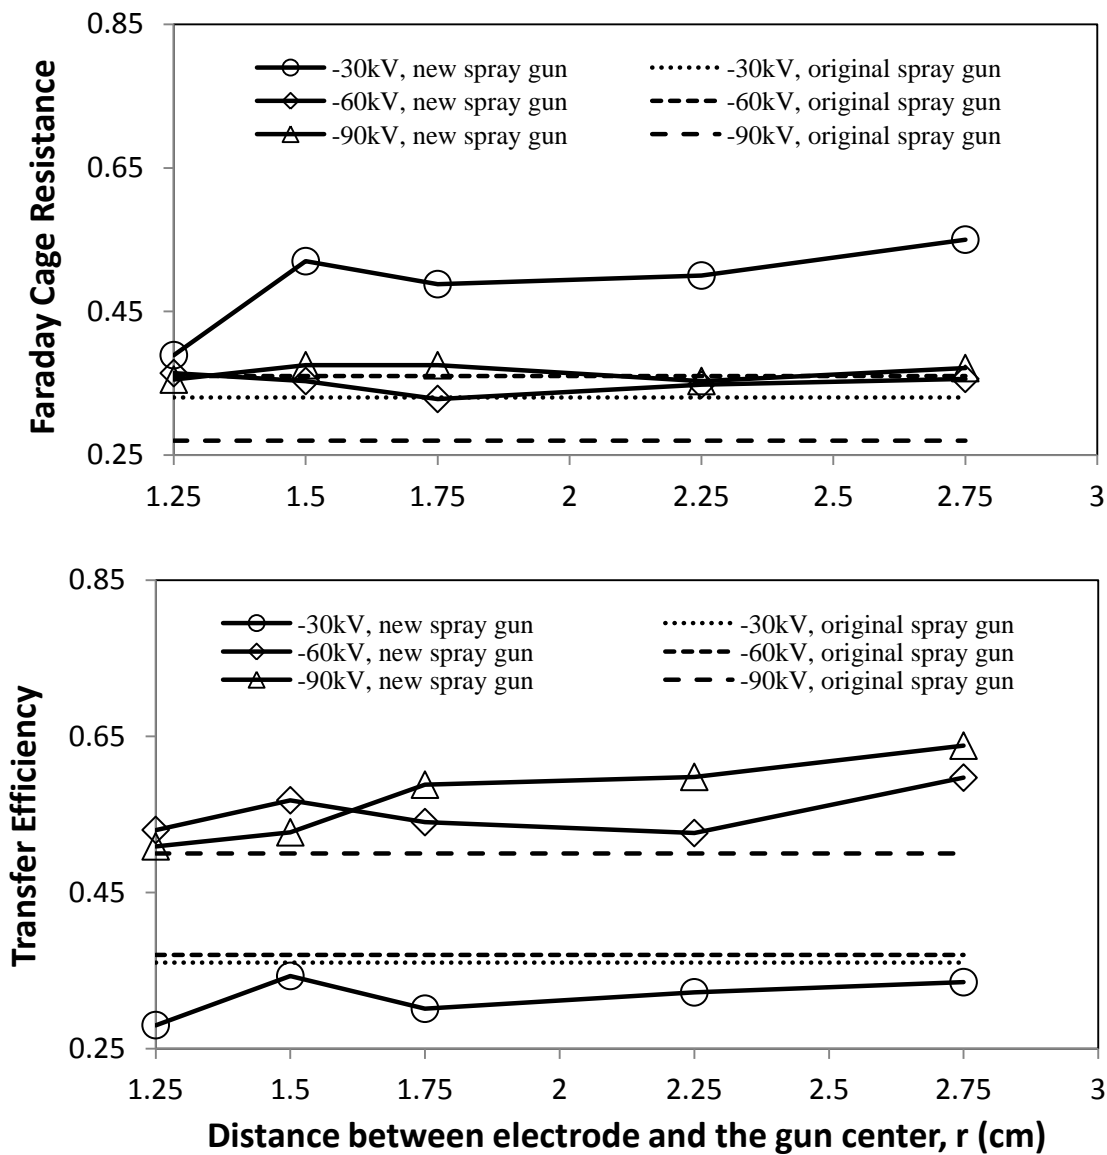 0.85
-30kV, new spray gun -30kV, original spray gun
-60kV, new spray gun -60kV, original spray gun
-90kV, new spray gun -90kV, original spray gun
0.65
Faraday Cage Resistance
0.45
0.25
1.25 1.5 1.75 2 2.25 2.5 2.75 3
0.85
-30kV, new spray gun -30kV, original spray gun
-60kV, new spray gun -60kV, original spray gun
-90kV, new spray gun -90kV, original spray gun
0.65
Transfer Efficiency
0.45
0.25
1.25 1.5 1.75 2 2.25 2.5 2.75 3
Distance between electrode and the gun center, r (cm)